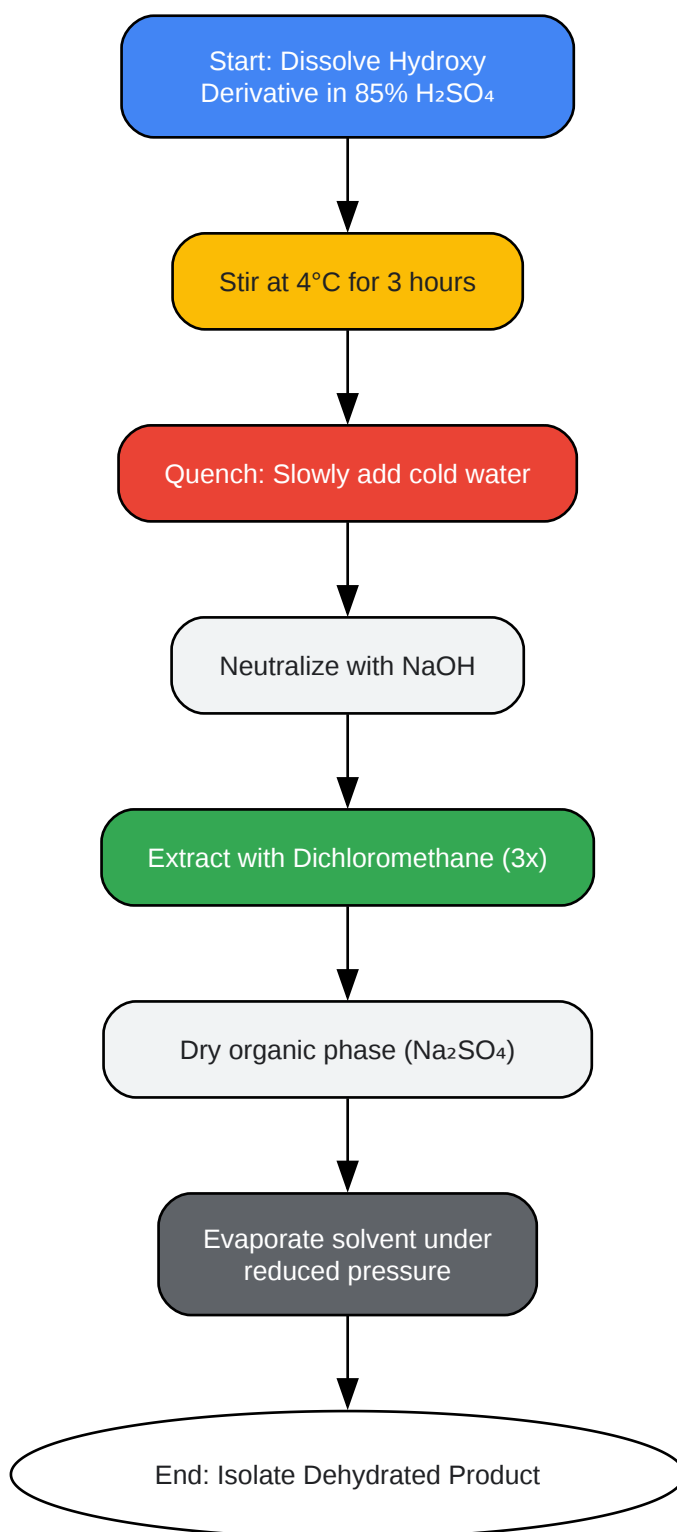 Start: Dissolve Hydroxy
Derivative in 85% H₂SO₄
Stir at 4°C for 3 hours
Quench: Slowly add cold water
Neutralize with NaOH
Extract with Dichloromethane (3x)
Dry organic phase (Na₂SO₄)
Evaporate solvent under
reduced pressure
End: Isolate Dehydrated Product